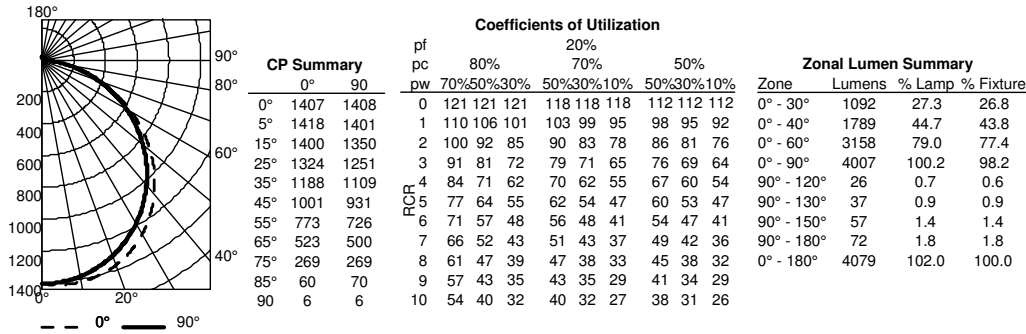 180°
90°
80°
60°
40°
200
400
600
800
1000
1200
1400
0° 20°
0° 90°
CP Summary
0° 90
0° 1407 1408
5° 1418 1401
15° 1400 1350
25° 1324 1251
35° 1188 1109
45° 1001 931
55° 773 726
65° 523 500
75° 269 269
85° 60 70
90 6 6
Coefficients of Utilization
pf 20%
pc 80% 70% 50%
pw 70%50%30% 50%30%10% 50%30%10%
RCR
0 121 121 121 118 118 118 112 112 112
1 110 106 101 103 99 95 98 95 92
2 100 92 85 90 83 78 86 81 76
3 91 81 72 79 71 65 76 69 64
4 84 71 62 70 62 55 67 60 54
5 77 64 55 62 54 47 60 53 47
6 71 57 48 56 48 41 54 47 41
7 66 52 43 51 43 37 49 42 36
8 61 47 39 47 38 33 45 38 32
9 57 43 35 43 35 29 41 34 29
10 54 40 32 40 32 27 38 31 26
Zonal Lumen Summary
Zone Lumens % Lamp % Fixture
0° - 30° 1092 27.3 26.8
0° - 40° 1789 44.7 43.8
0° - 60° 3158 79.0 77.4
0° - 90° 4007 100.2 98.2
90° - 120° 26 0.7 0.6
90° - 130° 37 0.9 0.9
90° - 150° 57 1.4 1.4
90° - 180° 72 1.8 1.8
0° - 180° 4079 102.0 100.0